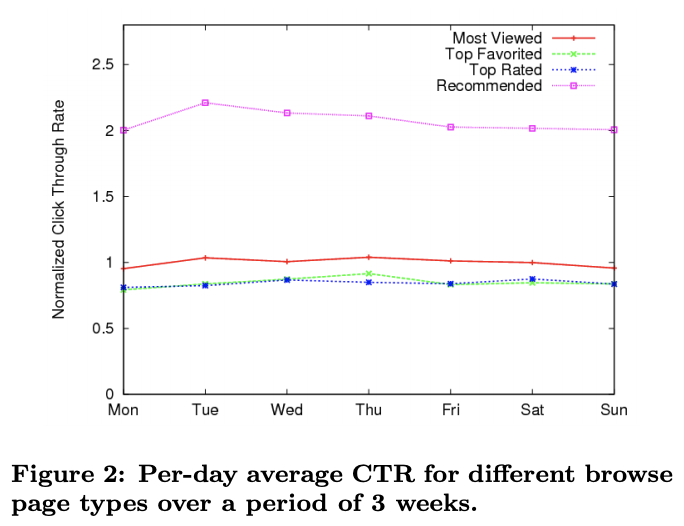 Most Viewed
Top Favorited
Top Rated
Recommended
2.5
2
1.5
1
0.5
0
Normalized Click Through Rate
Mon Tue Wed Thu Fri Sat Sun
Figure 2: Per-day average CTR for different browse
page types over a period of 3 weeks.